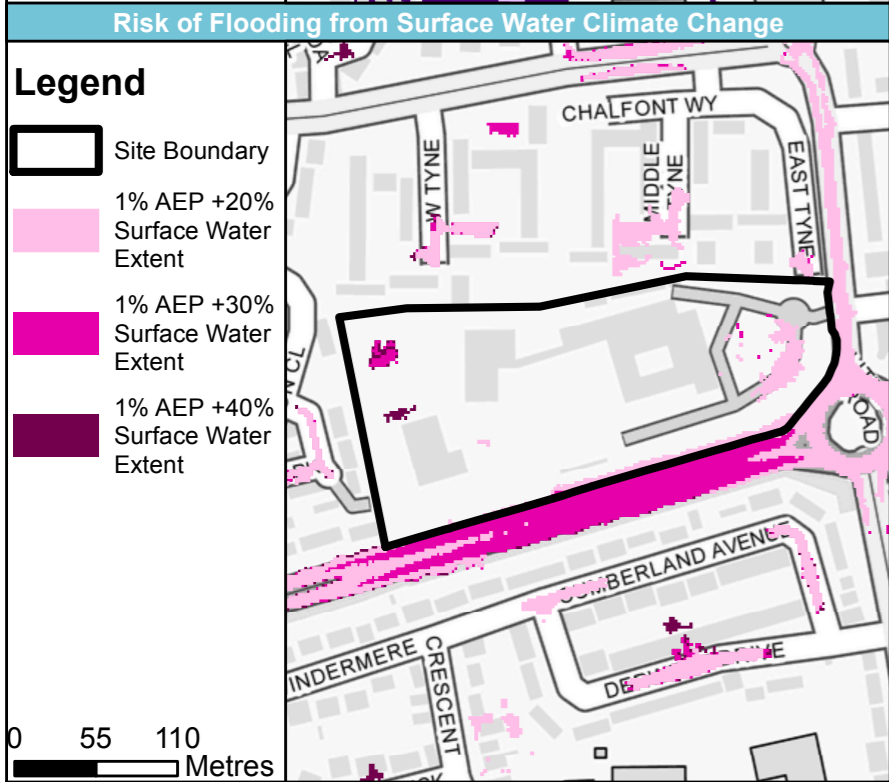 Risk of Flooding from Surface Water Climate Change
Legend
Site Boundary
1% AEP +20%
Surface Water
Extent
1% AEP +30%
Surface Water
Extent
1% AEP +40%
Surface Water
Extent
0 55 110
Metres
CHALFONT WY
W TYNE
MIDDLE
TYNE
EAST TYNE
ROAD
CUMBERLAND AVENUE
INDERMERE
CRESCENT